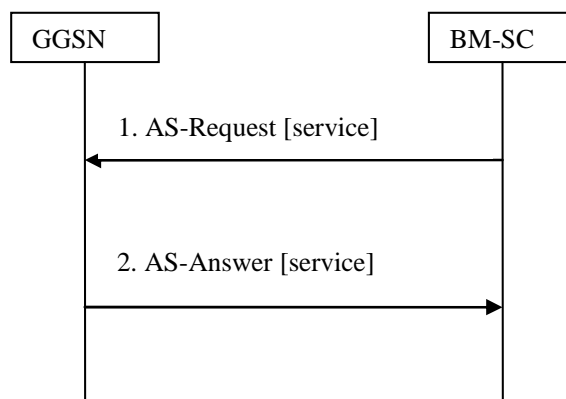 GGSN
BM-SC
1. AS-Request [service]
2. AS-Answer [service]